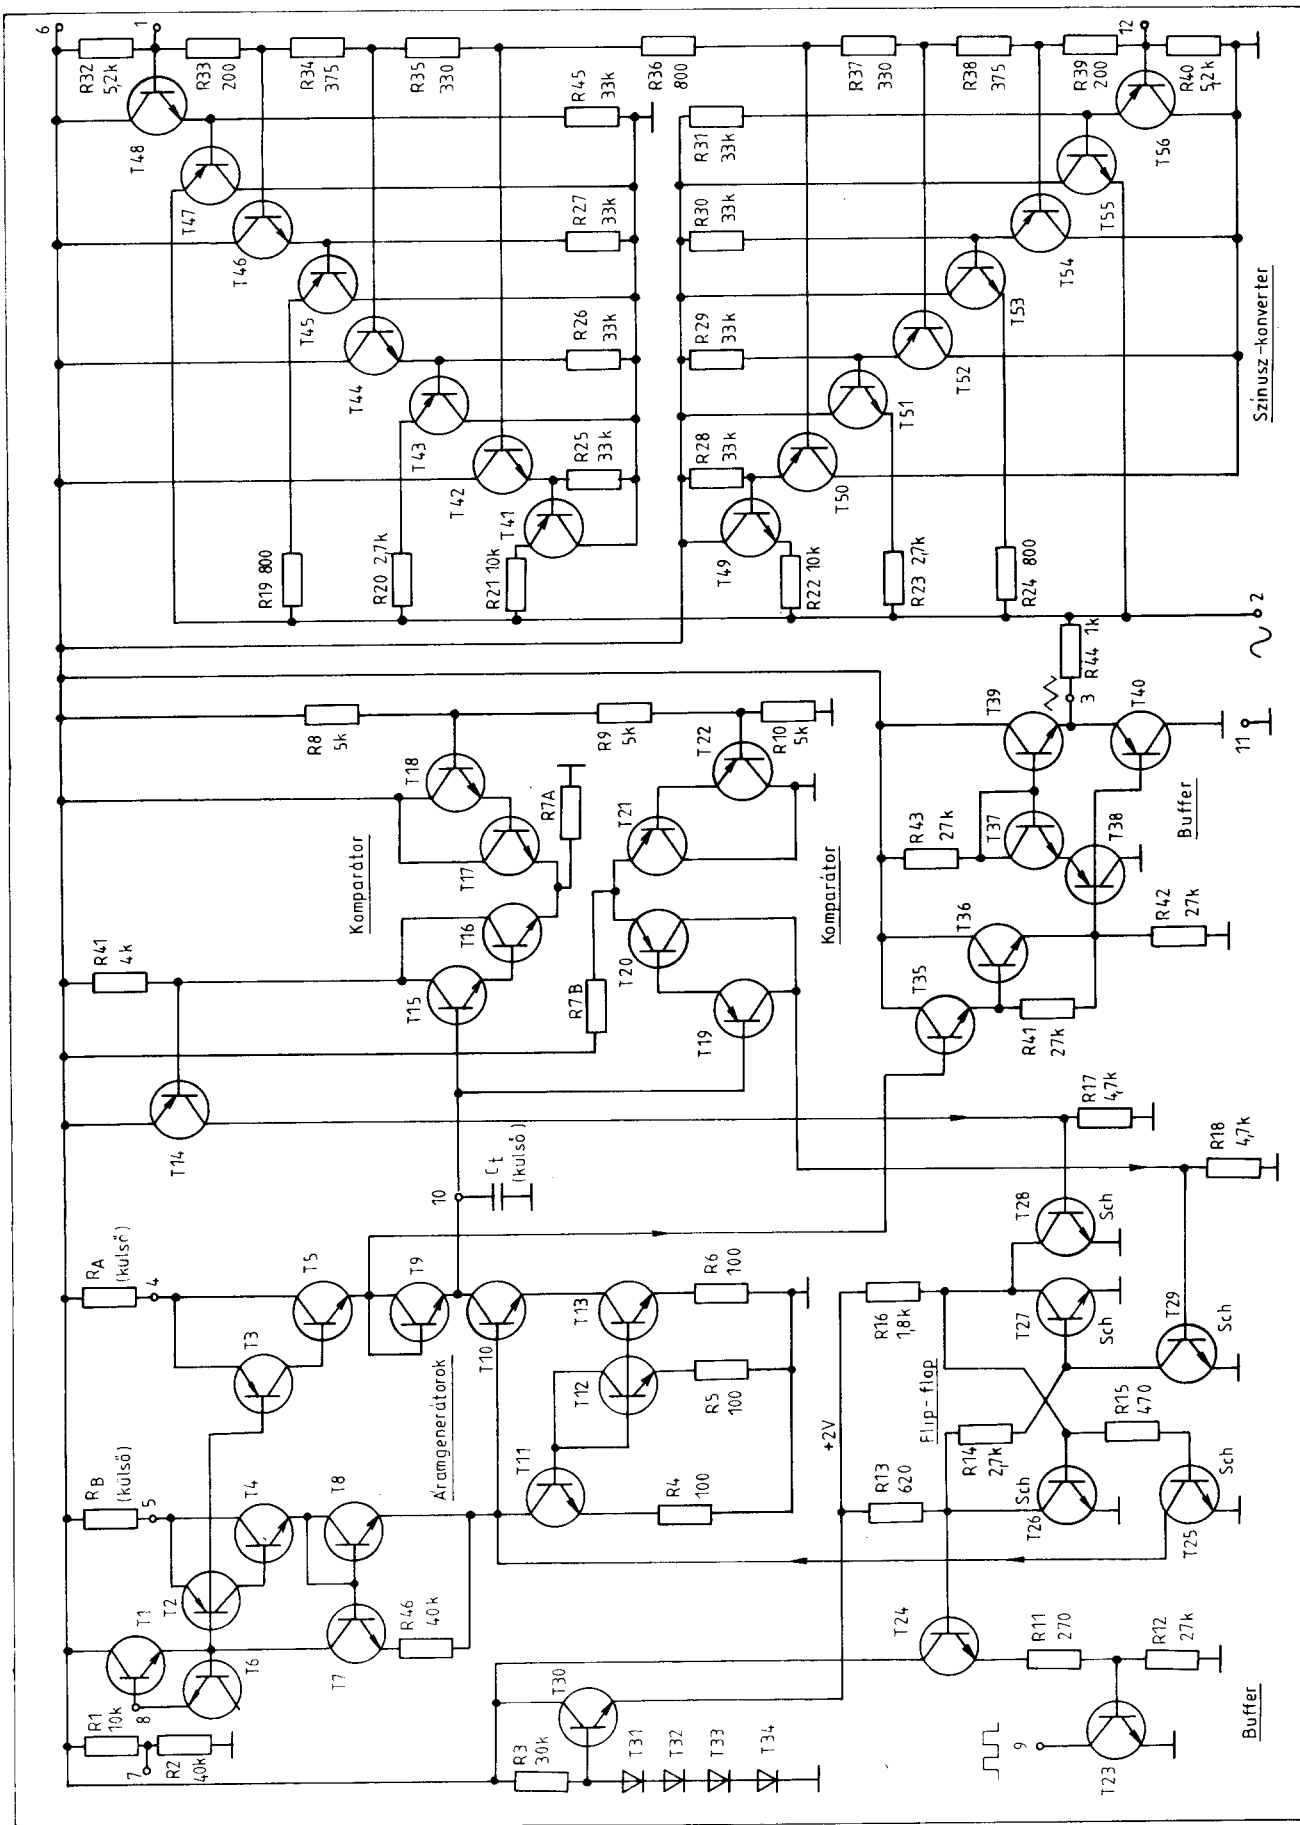 6
1
12
R32
5,2k
R33
200
R34
375
R35
330
R36
800
R37
330
R38
375
R39
200
R40
5,2k
R45
33k
R31
33k
T48
T47
T46
T45
T44
T43
T42
T41
R27
33k
R26
33k
R25
33k
R30
33k
R29
33k
R28
33k
T56
T55
T54
T53
T52
T51
T50
T49
R19 800
R20 2,7k
R21 10k
R22 10k
R23 2,7k
R24 800
Színusz-konverter
2
R44 1k
3
11
R8
5k
R9
5k
R10
5k
T18
T17
T16
T15
R7A
Komparátor
R41
4k
T14
T22
T21
T20
T19
R7B
Komparátor
R43
27k
T39
T40
T37
T38
Buffer
T36
T35
R41
27k
R42
27k
R17
4,7k
R18
4,7k
10
Ct
(külső)
RA
(külső)
4
RB
(külső)
5
T5
T3
T9
T4
T8
T2
T1
T6
T7
R46
40k
R1
10k
8
7
R2
40k
Áramgenerátorok
T10
T13
T12
T11
R6
100
R5
100
R4
100
+2V
R16
1,8k
Flip-flop
R13
620
R14
2,7k
R15
470
T28
Sch
T27
Sch
T29
Sch
T26
Sch
T25
Sch
T24
T30
R3
30k
T31
T32
T33
T34
R11
270
R12
27k
9
T23
Buffer